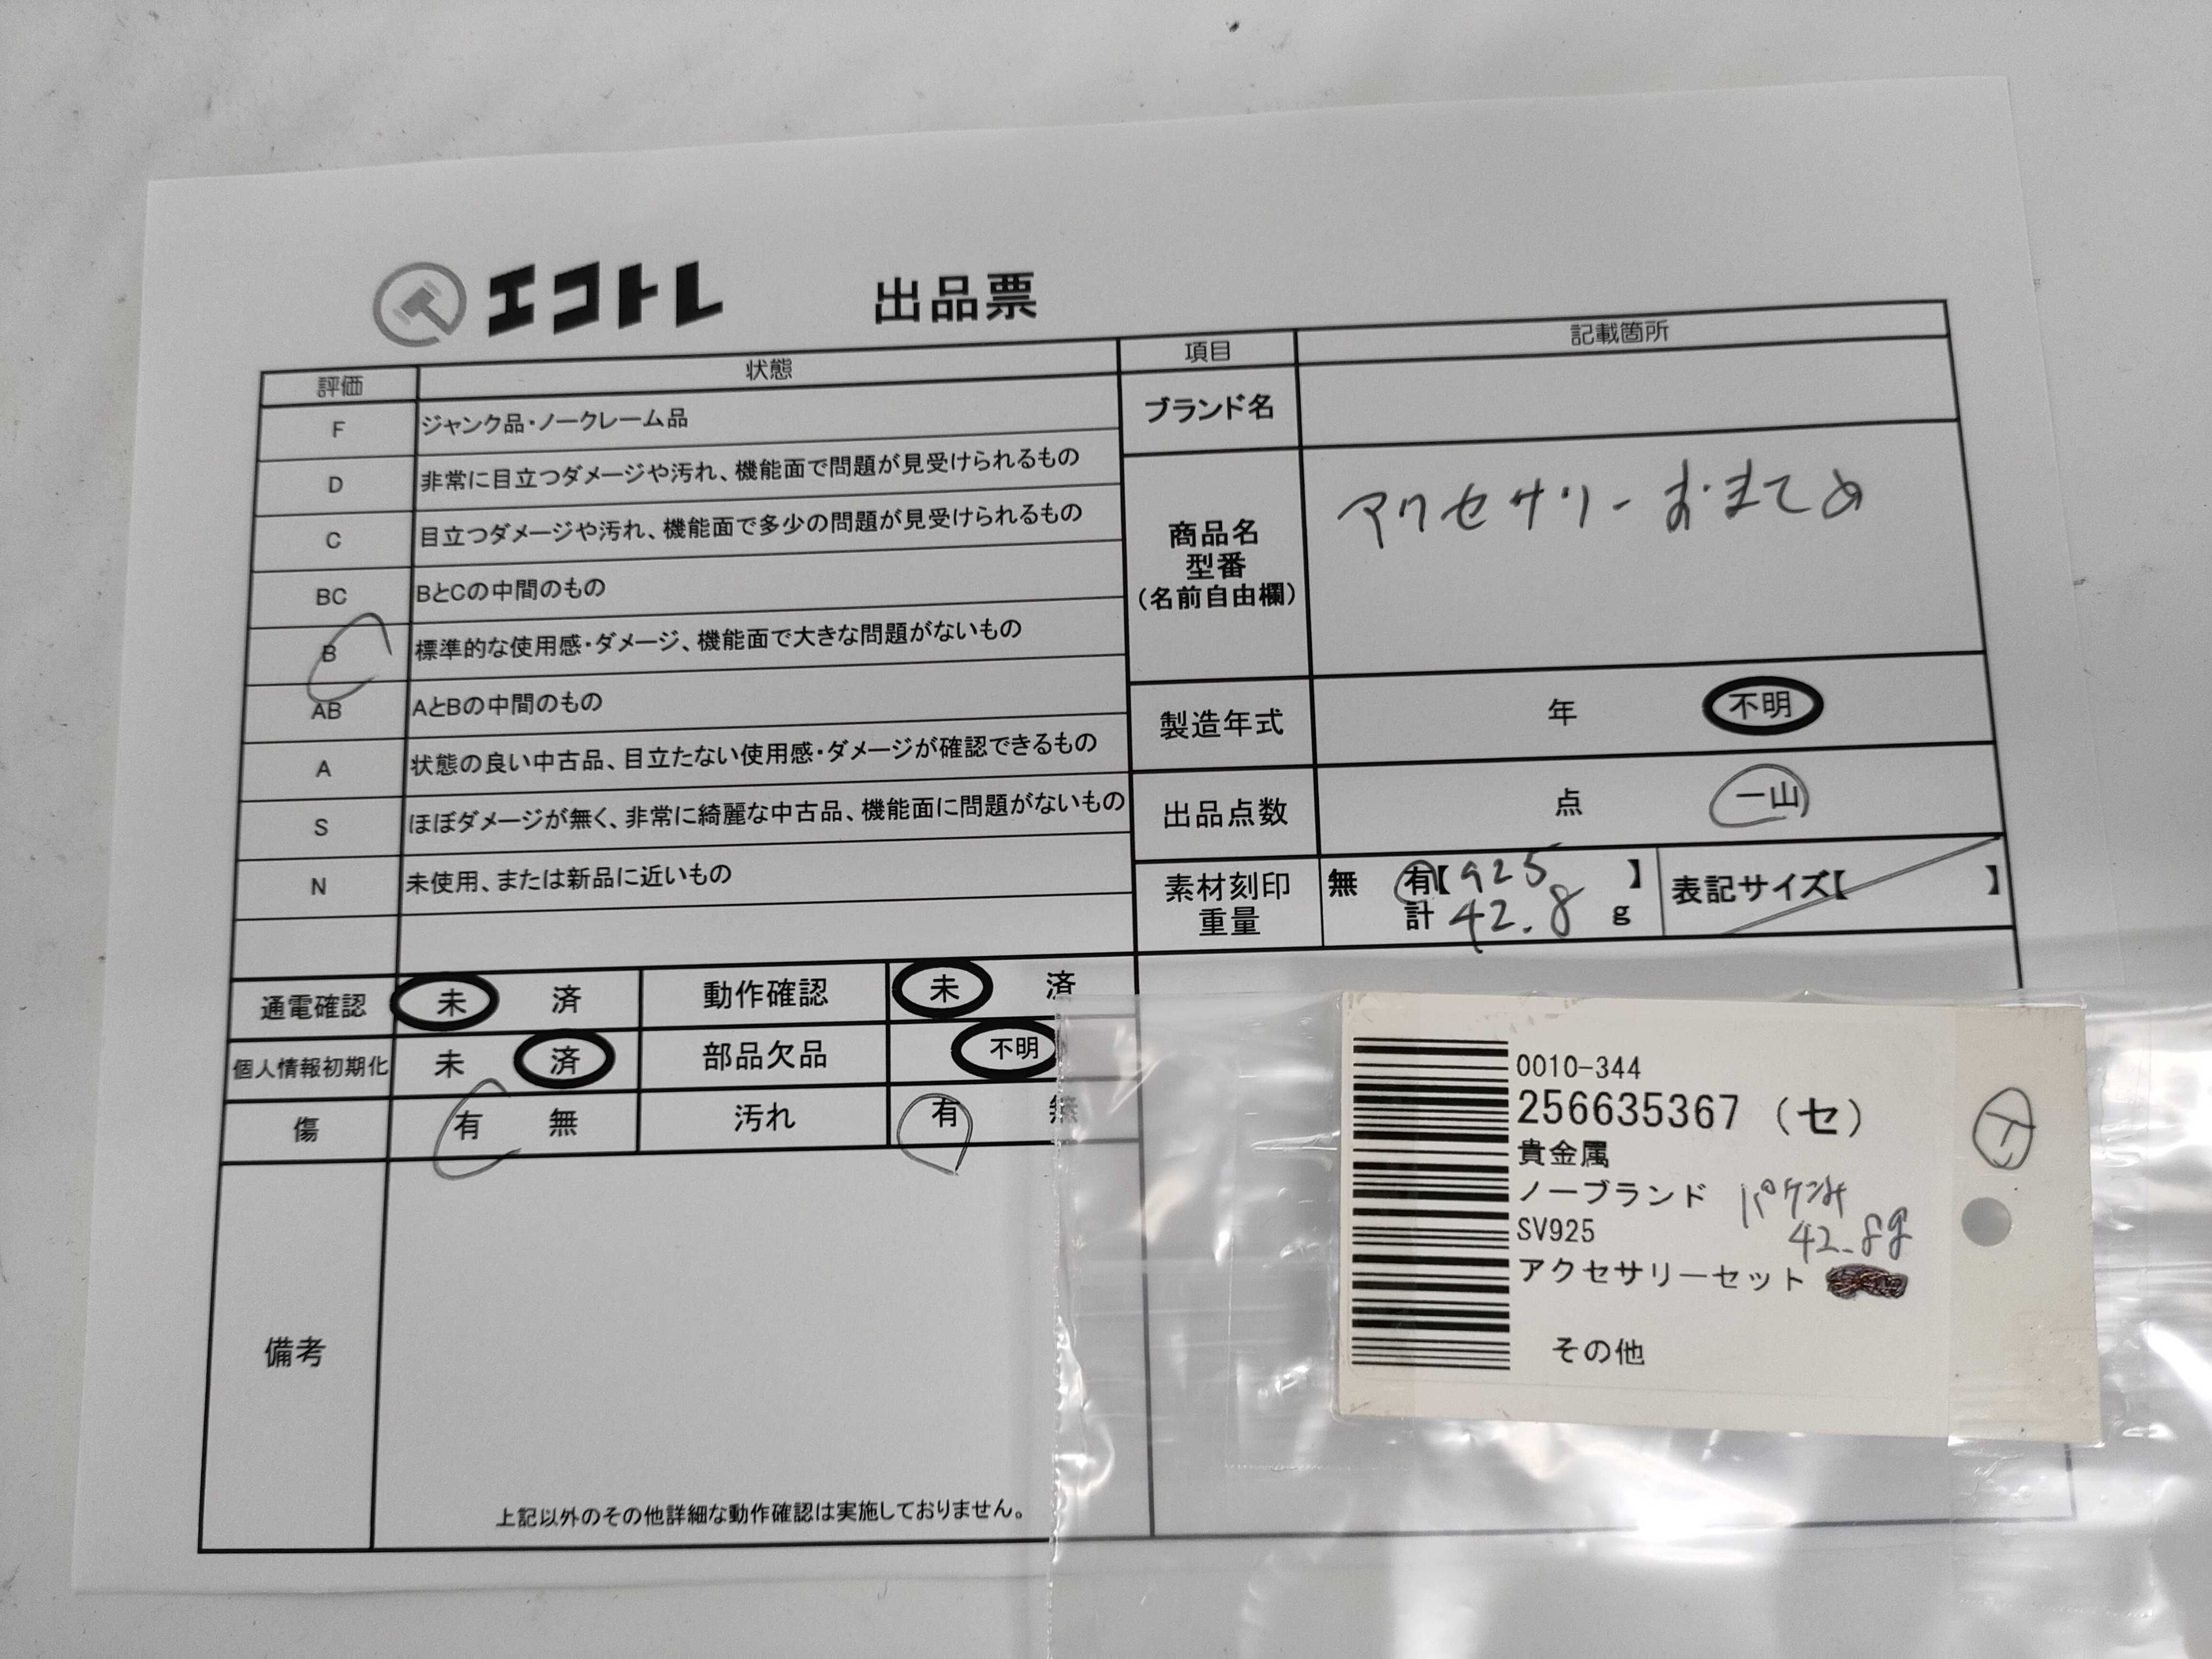 エコトレ 出品票
評価 状態
F ジャンク品・ノークレーム品
D 非常に目立つダメージや汚れ、機能面で問題が見受けられるもの
C 目立つダメージや汚れ、機能面で多少の問題が見受けられるもの
BC BとCの中間のもの
B 標準的な使用感・ダメージ、機能面で大きな問題がないもの
AB AとBの中間のもの
A 状態の良い中古品、目立たない使用感・ダメージが確認できるもの
S ほぼダメージが無く、非常に綺麗な中古品、機能面に問題がないもの
N 未使用、または新品に近いもの
通電確認 未 済 動作確認 未 済
個人情報初期化 未 済 部品欠品 不明
傷 有 無 汚れ 有 無
備考
上記以外のその他詳細な動作確認は実施しておりません。
項目 記載箇所
ブランド名
商品名
型番
(名前自由欄)
アクセサリーおまとめ
製造年式 年 不明
出品点数 点 一山
素材刻印 無 有【925 】 表記サイズ【 】
重量 計 42.8 g
0010-344
256635367 (セ)
貴金属
ノーブランド
SV925 42.8g
アクセサリーセット
その他